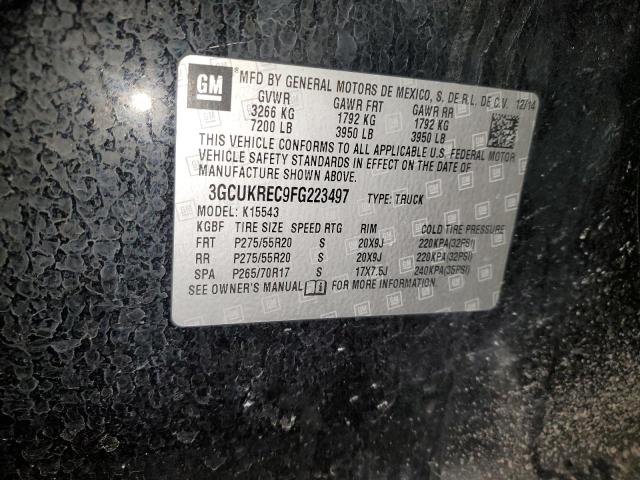 GM ® MFD BY GENERAL MOTORS DE MEXICO, S. DE.R.L. DE C.V. 12/14
GVWR GAWR FRT GAWR RR
3266 KG 1792 KG 1792 KG
7200 LB 3950 LB 3950 LB
THIS VEHICLE CONFORMS TO ALL APPLICABLE U.S. FEDERAL MOTOR
VEHICLE SAFETY STANDARDS IN EFFECT ON THE DATE OF
MANUFACTURE SHOWN ABOVE.
3GCUKREC9FG223497 TYPE: TRUCK
MODEL: K15543
KGBF TIRE SIZE SPEED RTG RIM COLD TIRE PRESSURE
FRT P275/55R20 S 20X9J 220KPA(32PSI)
RR P275/55R20 S 20X9J 220KPA(32PSI)
SPA P265/70R17 S 17X7.5J 240KPA(35PSI)
SEE OWNER'S MANUAL FOR MORE INFORMATION.